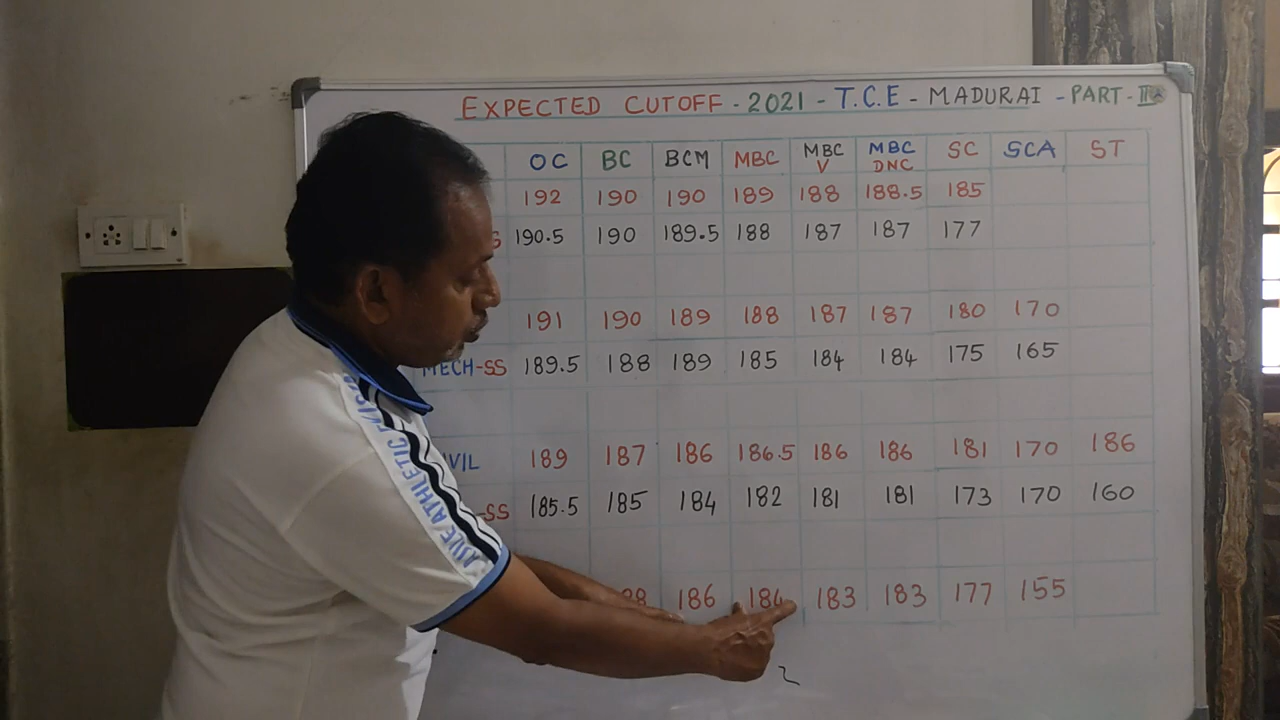 EXPECTED CUTOFF - 2021 - T.C.E - MADURAI - PART - II
OC BC BCM MBC MBC V MBC DNC SC SCA ST
192 190 190 189 188 188.5 185
S 190.5 190 189.5 188 187 187 177
191 190 189 188 187 187 180 170
MECH-SS 189.5 188 189 185 184 184 175 165
IVIL 189 187 186 186.5 186 186 181 170 186
-SS 185.5 185 184 182 181 181 173 170 160
88 186 184 183 183 177 155